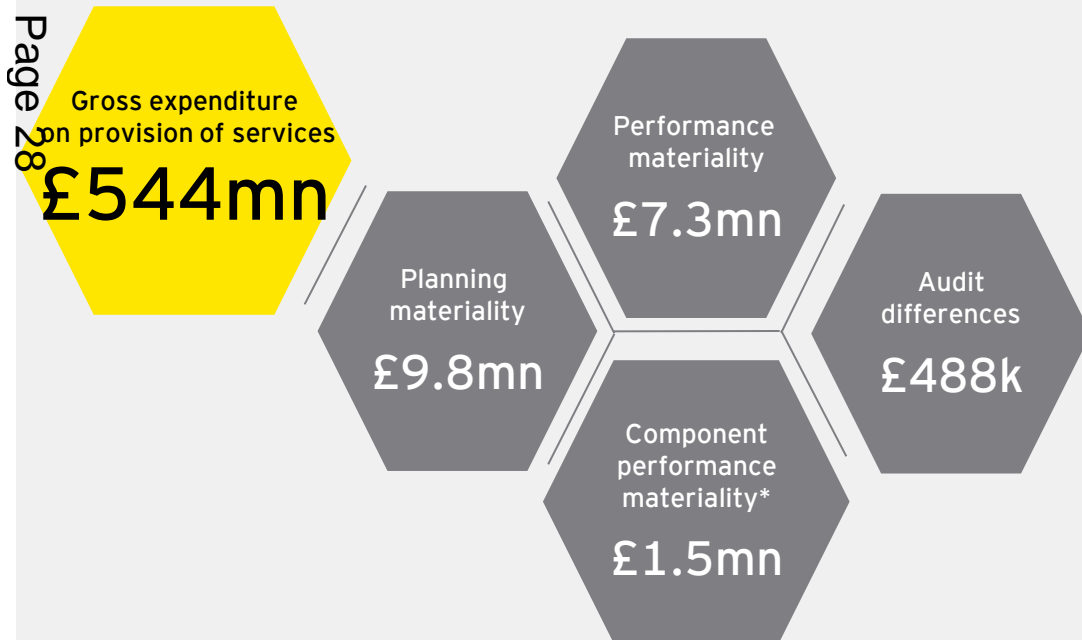 Page 28
Gross expenditure
on provision of services
£544mn
Planning
materiality
£9.8mn
Performance
materiality
£7.3mn
Component
performance
materiality*
£1.5mn
Audit
differences
£488k